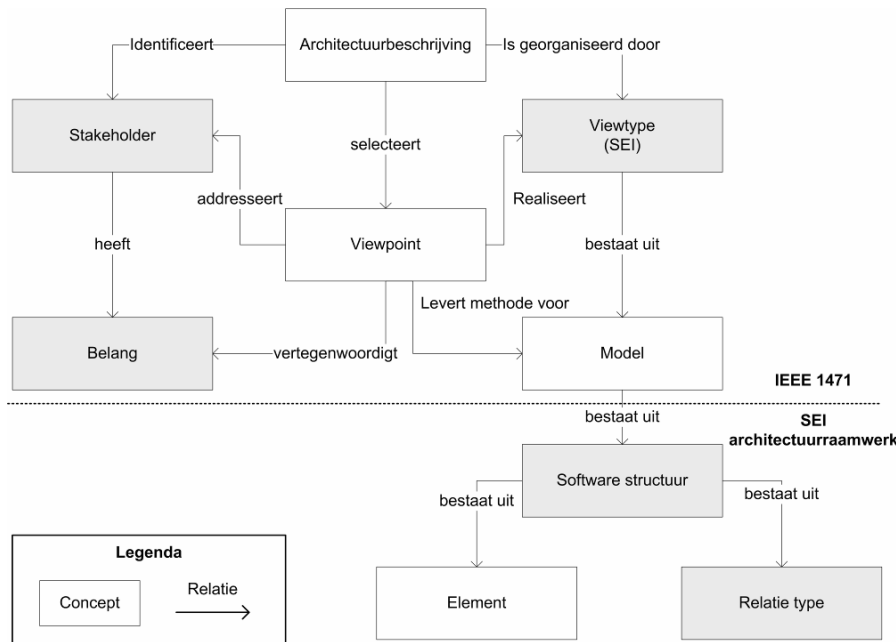 Identificeert
Architectuurbeschrijving
Is georganiseerd door
Stakeholder
Viewtype
(SEI)
selecteert
addresseert
Realiseert
Viewpoint
heeft
bestaat uit
Levert methode voor
Belang
vertegenwoordigt
Model
IEEE 1471
bestaat uit
SEI
architectuurraamwerk
Software structuur
bestaat uit
bestaat uit
Legenda
Concept
Relatie
Element
Relatie type